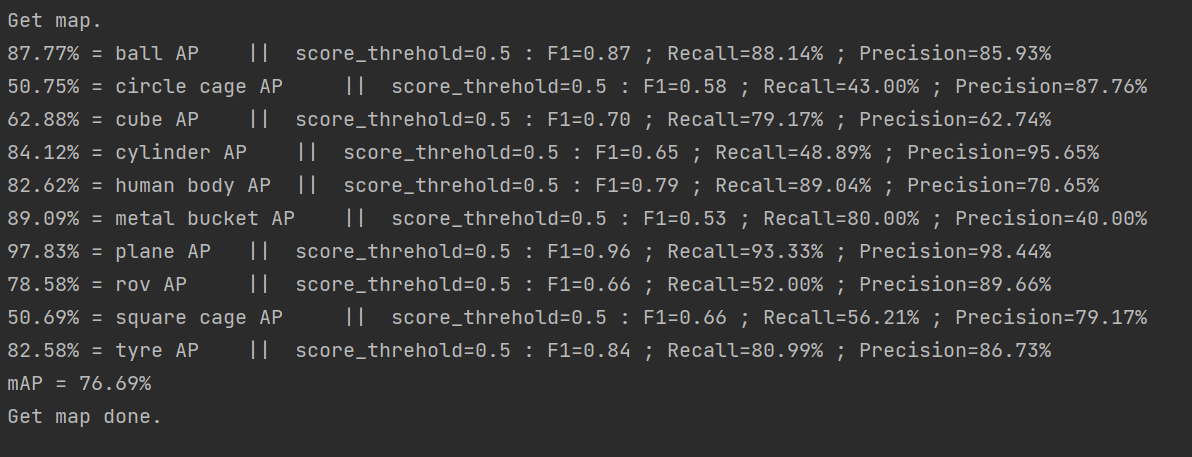 Get map.
87.77% = ball AP    ||  score_threhold=0.5 : F1=0.87 ; Recall=88.14% ; Precision=85.93%
50.75% = circle cage AP     ||  score_threhold=0.5 : F1=0.58 ; Recall=43.00% ; Precision=87.76%
62.88% = cube AP    ||  score_threhold=0.5 : F1=0.70 ; Recall=79.17% ; Precision=62.74%
84.12% = cylinder AP    ||  score_threhold=0.5 : F1=0.65 ; Recall=48.89% ; Precision=95.65%
82.62% = human body AP  ||  score_threhold=0.5 : F1=0.79 ; Recall=89.04% ; Precision=70.65%
89.09% = metal bucket AP    ||  score_threhold=0.5 : F1=0.53 ; Recall=80.00% ; Precision=40.00%
97.83% = plane AP   ||  score_threhold=0.5 : F1=0.96 ; Recall=93.33% ; Precision=98.44%
78.58% = rov AP     ||  score_threhold=0.5 : F1=0.66 ; Recall=52.00% ; Precision=89.66%
50.69% = square cage AP     ||  score_threhold=0.5 : F1=0.66 ; Recall=56.21% ; Precision=79.17%
82.58% = tyre AP    ||  score_threhold=0.5 : F1=0.84 ; Recall=80.99% ; Precision=86.73%
mAP = 76.69%
Get map done.